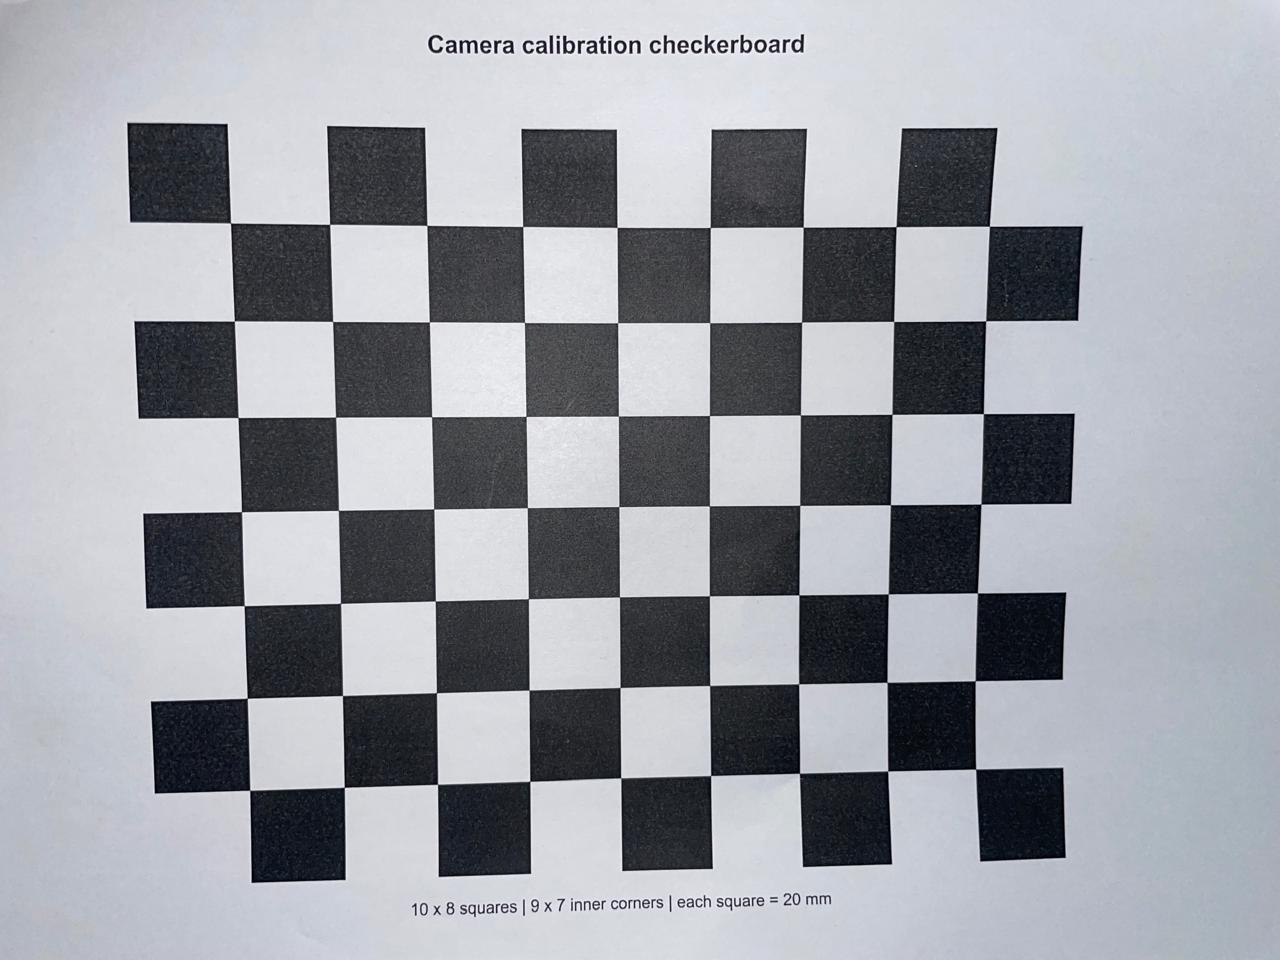 Camera calibration checkerboard
10 x 8 squares | 9 x 7 inner corners | each square = 20 mm